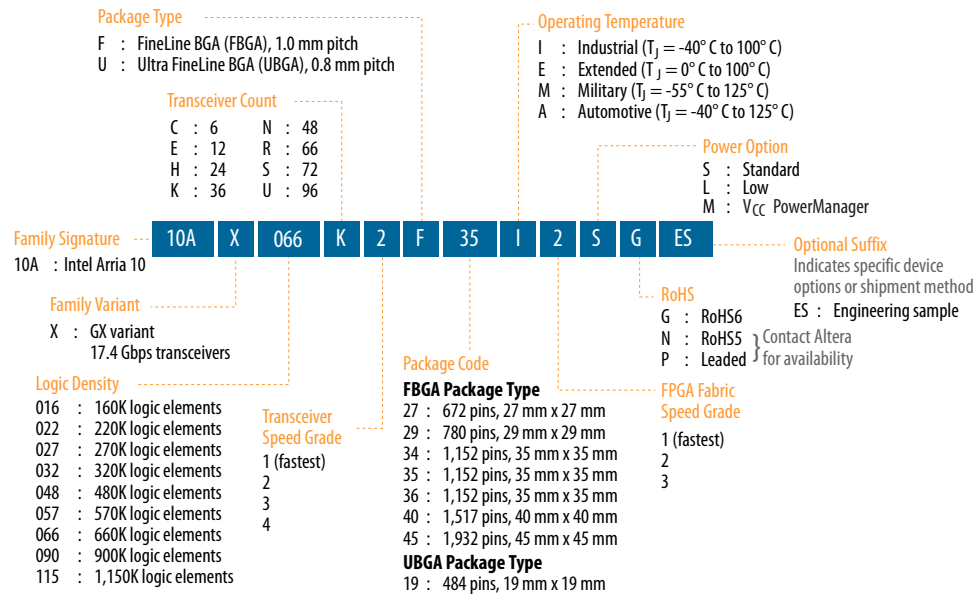 Package Type
F : FineLine BGA (FBGA), 1.0 mm pitch
U : Ultra FineLine BGA (UBGA), 0.8 mm pitch
Operating Temperature
I : Industrial (TJ = -40° C to 100° C)
E : Extended (TJ = 0° C to 100° C)
M : Military (TJ = -55° C to 125° C)
A : Automotive (TJ = -40° C to 125° C)
Transceiver Count
C : 6 N : 48
E : 12 R : 66
H : 24 S : 72
K : 36 U : 96
Power Option
S : Standard
L : Low
M : VCC PowerManager
10A X 066 K 2 F 35 I 2 S G ES
Family Signature
10A : Intel Arria 10
Family Variant
X : GX variant
17.4 Gbps transceivers
Logic Density
016 : 160K logic elements
022 : 220K logic elements
027 : 270K logic elements
032 : 320K logic elements
048 : 480K logic elements
057 : 570K logic elements
066 : 660K logic elements
090 : 900K logic elements
115 : 1,150K logic elements
Transceiver
Speed Grade
1 (fastest)
2
3
4
Package Code
FBGA Package Type
27 : 672 pins, 27 mm x 27 mm
29 : 780 pins, 29 mm x 29 mm
34 : 1,152 pins, 35 mm x 35 mm
35 : 1,152 pins, 35 mm x 35 mm
36 : 1,152 pins, 35 mm x 35 mm
40 : 1,517 pins, 40 mm x 40 mm
45 : 1,932 pins, 45 mm x 45 mm
UBGA Package Type
19 : 484 pins, 19 mm x 19 mm
RoHS
G : RoHS6
N : RoHS5
P : Leaded
} Contact Altera
for availability
FPGA Fabric
Speed Grade
1 (fastest)
2
3
Optional Suffix
Indicates specific device
options or shipment method
ES : Engineering sample